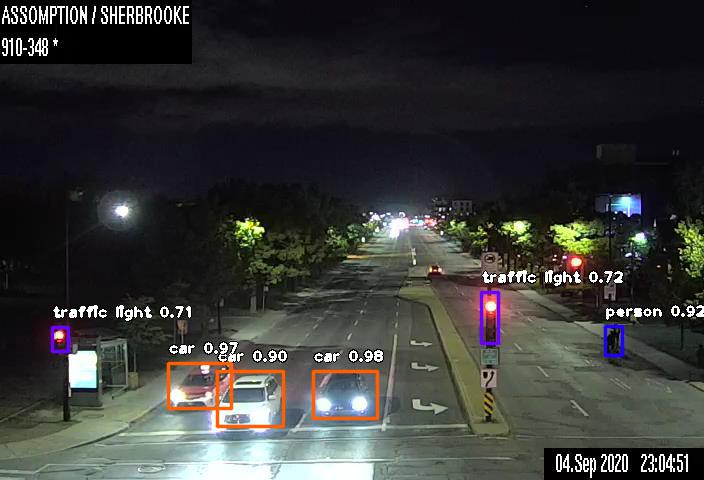 ASSOMPTION / SHERBROOKE
910-348 *
traffic light 0.72
traffic light 0.71
person 0.92
car 0.97
car 0.90
car 0.98
04.Sep 2020 23:04:51